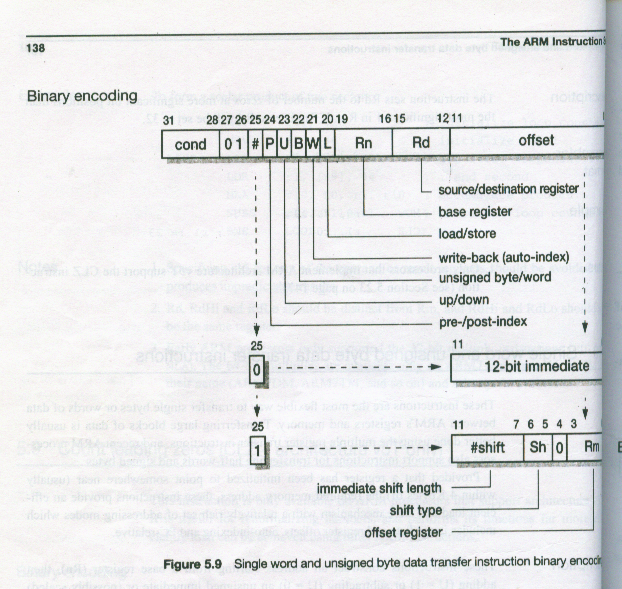 138
The ARM Instruction
Binary encoding
31 28 27 26 25 24 23 22 21 20 19 16 15 12 11
cond 0 1 # P U B W L Rn Rd offset
source/destination register
base register
load/store
write-back (auto-index)
unsigned byte/word
up/down
pre-/post-index
25 11
0 12-bit immediate
25 11 7 6 5 4 3
1 #shift Sh 0 Rm
immediate shift length
shift type
offset register
Figure 5.9 Single word and unsigned byte data transfer instruction binary